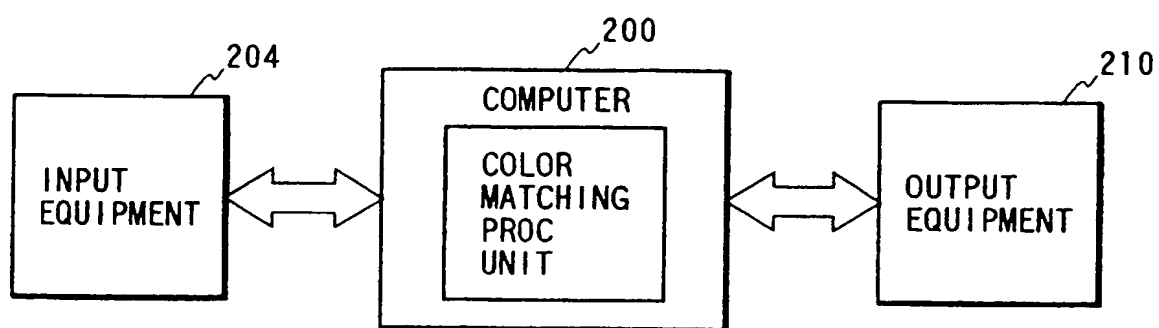 204
200
210
INPUT
EQUIPMENT
COMPUTER
COLOR
MATCHING
PROC
UNIT
OUTPUT
EQUIPMENT